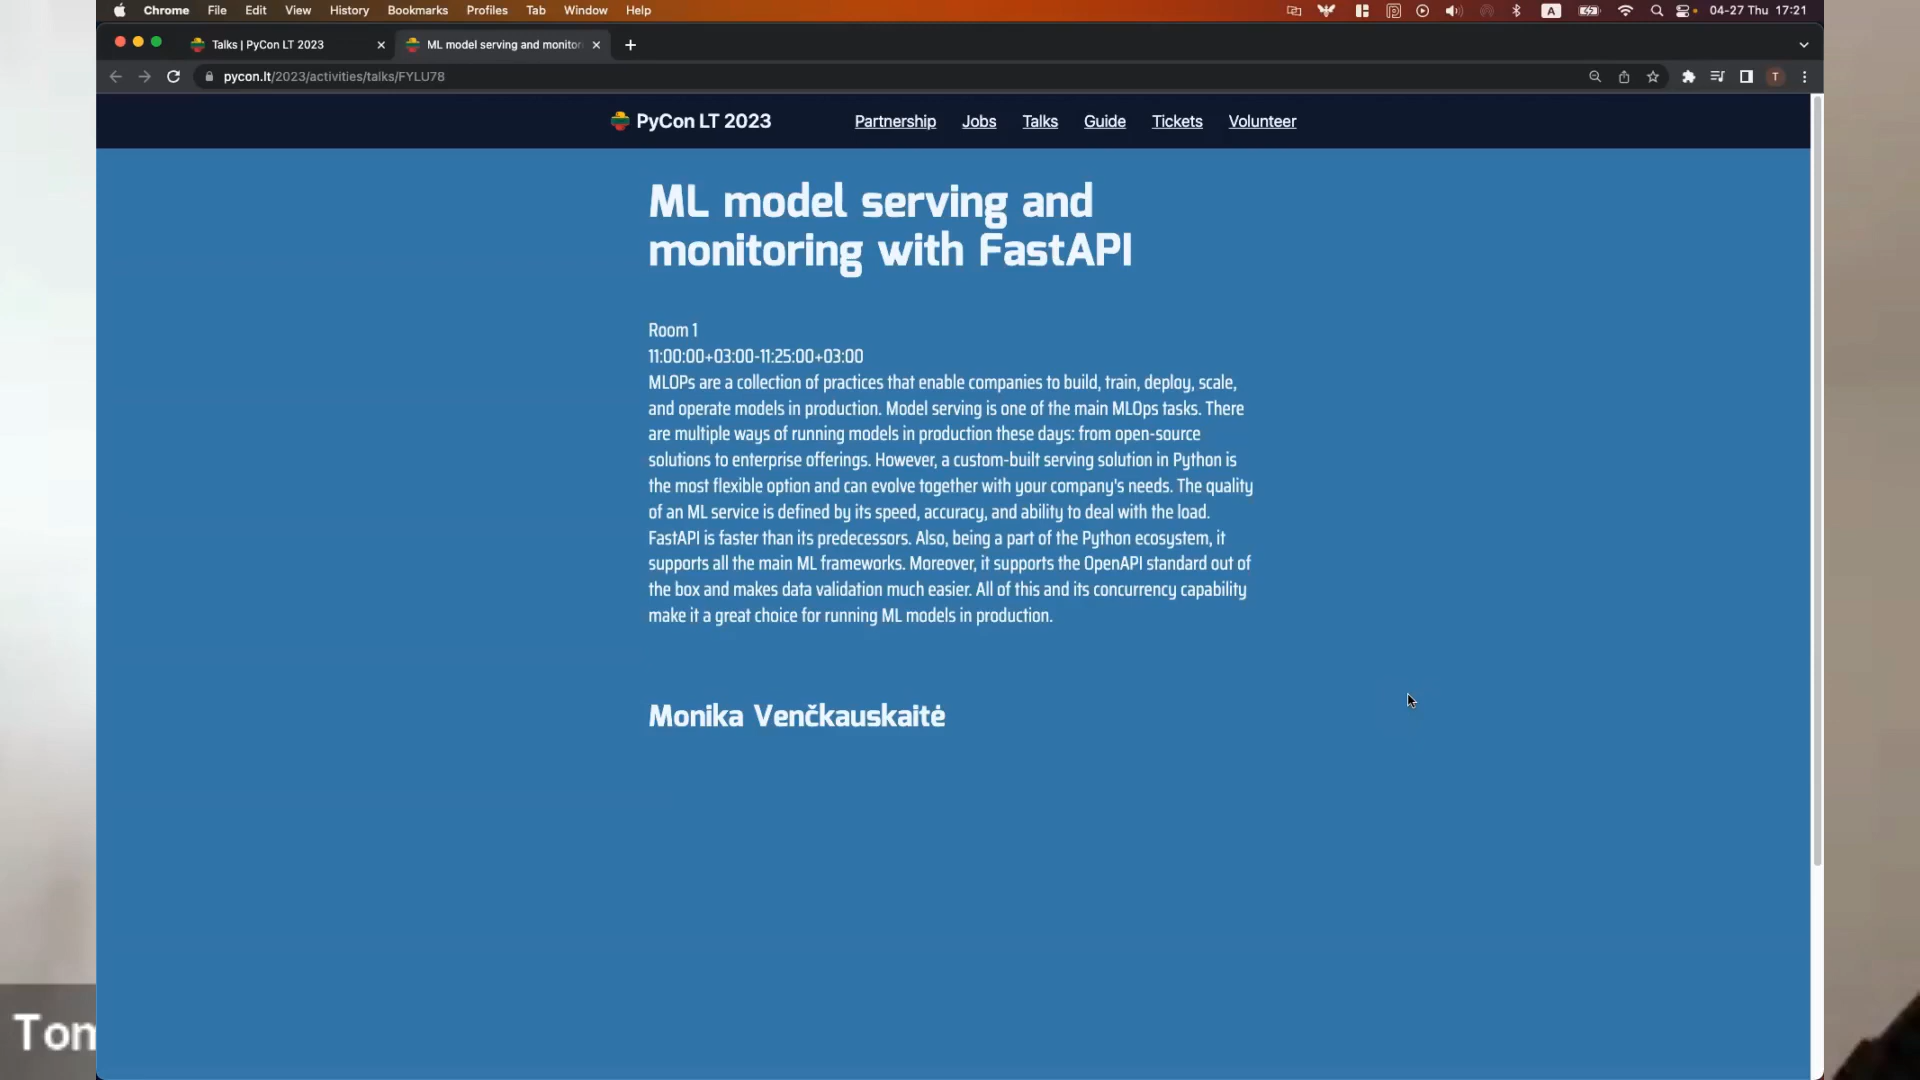 Chrome File Edit View History Bookmarks Profiles Tab Window Help A 04-27 Thu 17:21
Talks | PyCon LT 2023 ML model serving and monitor
pycon.lt/2023/activities/talks/FYLU78 T
PyCon LT 2023 Partnership Jobs Talks Guide Tickets Volunteer
ML model serving and
monitoring with FastAPI
Room 1
11:00:00+03:00-11:25:00+03:00
MLOPs are a collection of practices that enable companies to build, train, deploy, scale,
and operate models in production. Model serving is one of the main MLOps tasks. There
are multiple ways of running models in production these days: from open-source
solutions to enterprise offerings. However, a custom-built serving solution in Python is
the most flexible option and can evolve together with your company's needs. The quality
of an ML service is defined by its speed, accuracy, and ability to deal with the load.
FastAPI is faster than its predecessors. Also, being a part of the Python ecosystem, it
supports all the main ML frameworks. Moreover, it supports the OpenAPI standard out of
the box and makes data validation much easier. All of this and its concurrency capability
make it a great choice for running ML models in production.
Monika Venčkauskaitė
Tom